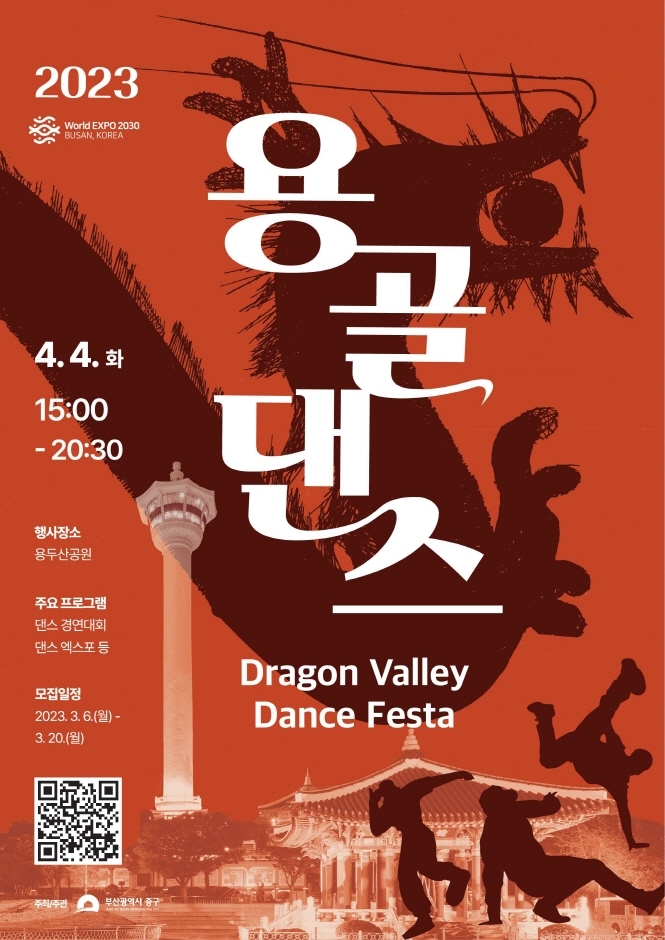 2023
World EXPO 2030
BUSAN, KOREA
용
골
댄
스
4. 4. 화
15:00
- 20:30
행사장소
용두산공원
주요 프로그램
댄스 경연대회
댄스 엑스포 등
모집일정
2023. 3. 6.(월) -
3. 20.(월)
Dragon Valley
Dance Festa
주최/주관
부산광역시 중구